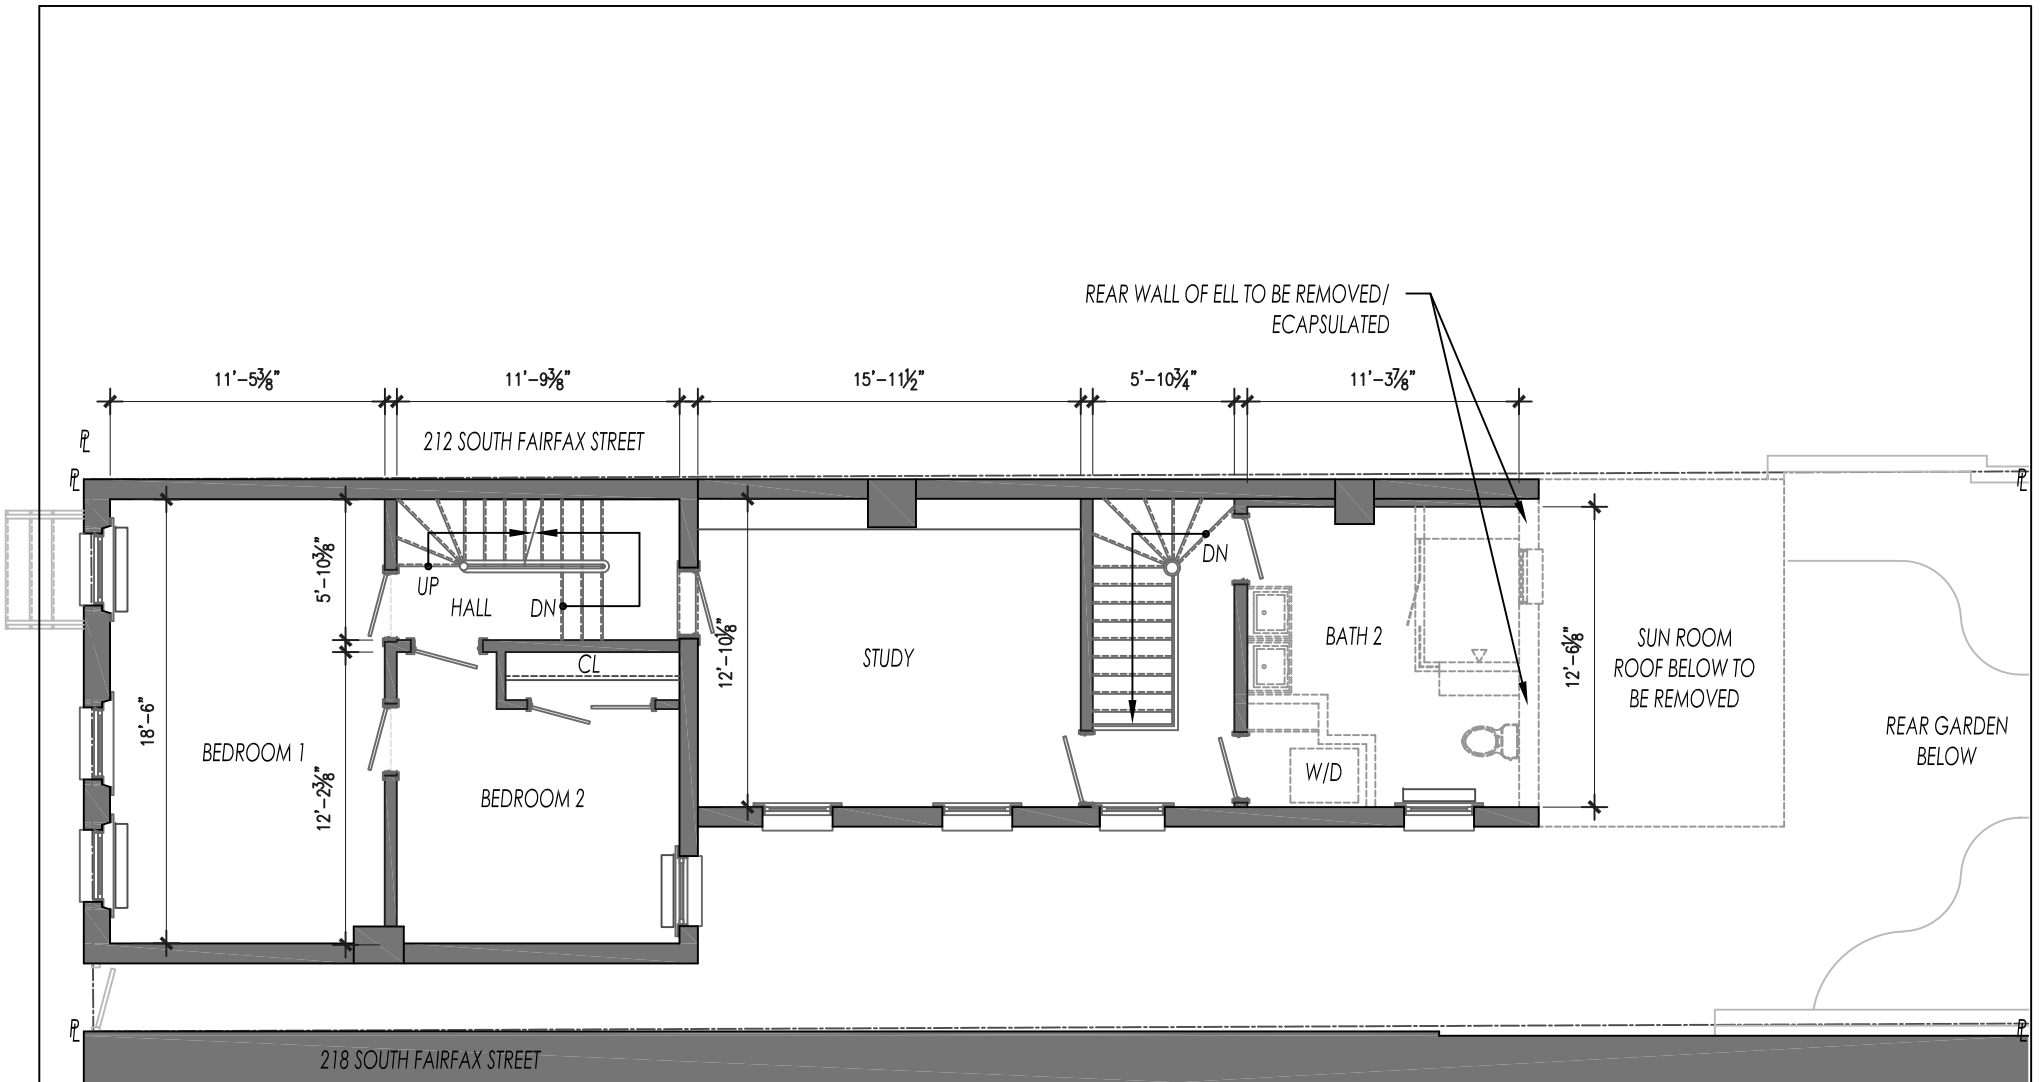 REAR WALL OF ELL TO BE REMOVED/
ECAPSULATED
11'-5⅜"
11'-9⅜"
15'-11½"
5'-10¾"
11'-3⅞"
PL
212 SOUTH FAIRFAX STREET
PL
PL
5'-10⅜"
UP
HALL
DN
DN
12'-10⅛"
12'-6⅛"
CL
STUDY
BATH 2
SUN ROOM
ROOF BELOW TO
BE REMOVED
18'-6"
BEDROOM 1
12'-2⅜"
BEDROOM 2
W/D
REAR GARDEN
BELOW
PL
PL
218 SOUTH FAIRFAX STREET